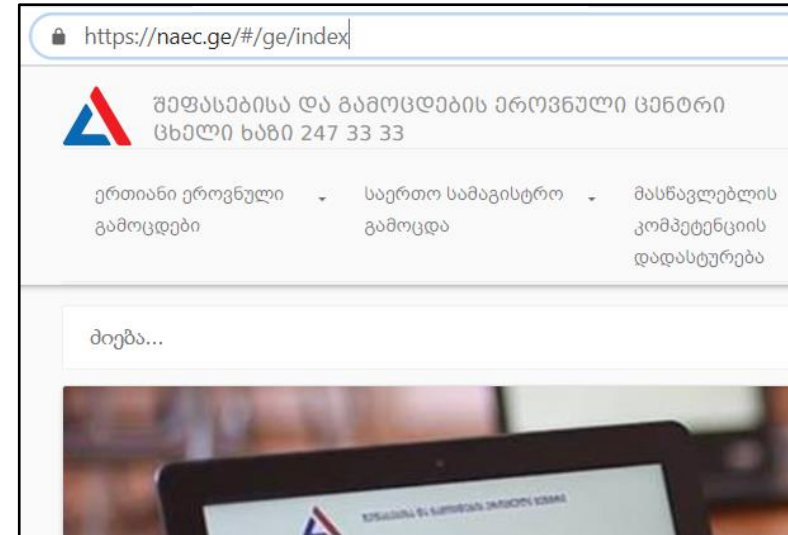 https://naec.ge/#/ge/index
შეფასებისა და გამოცდების ეროვნული ცენტრი
ცხელი ხაზი 247 33 33
ერთიანი ეროვნული
გამოცდები
საერთო სამაგისტრო
გამოცდა
მასწავლებლის
კომპეტენციის
დადასტურება
ძიება...